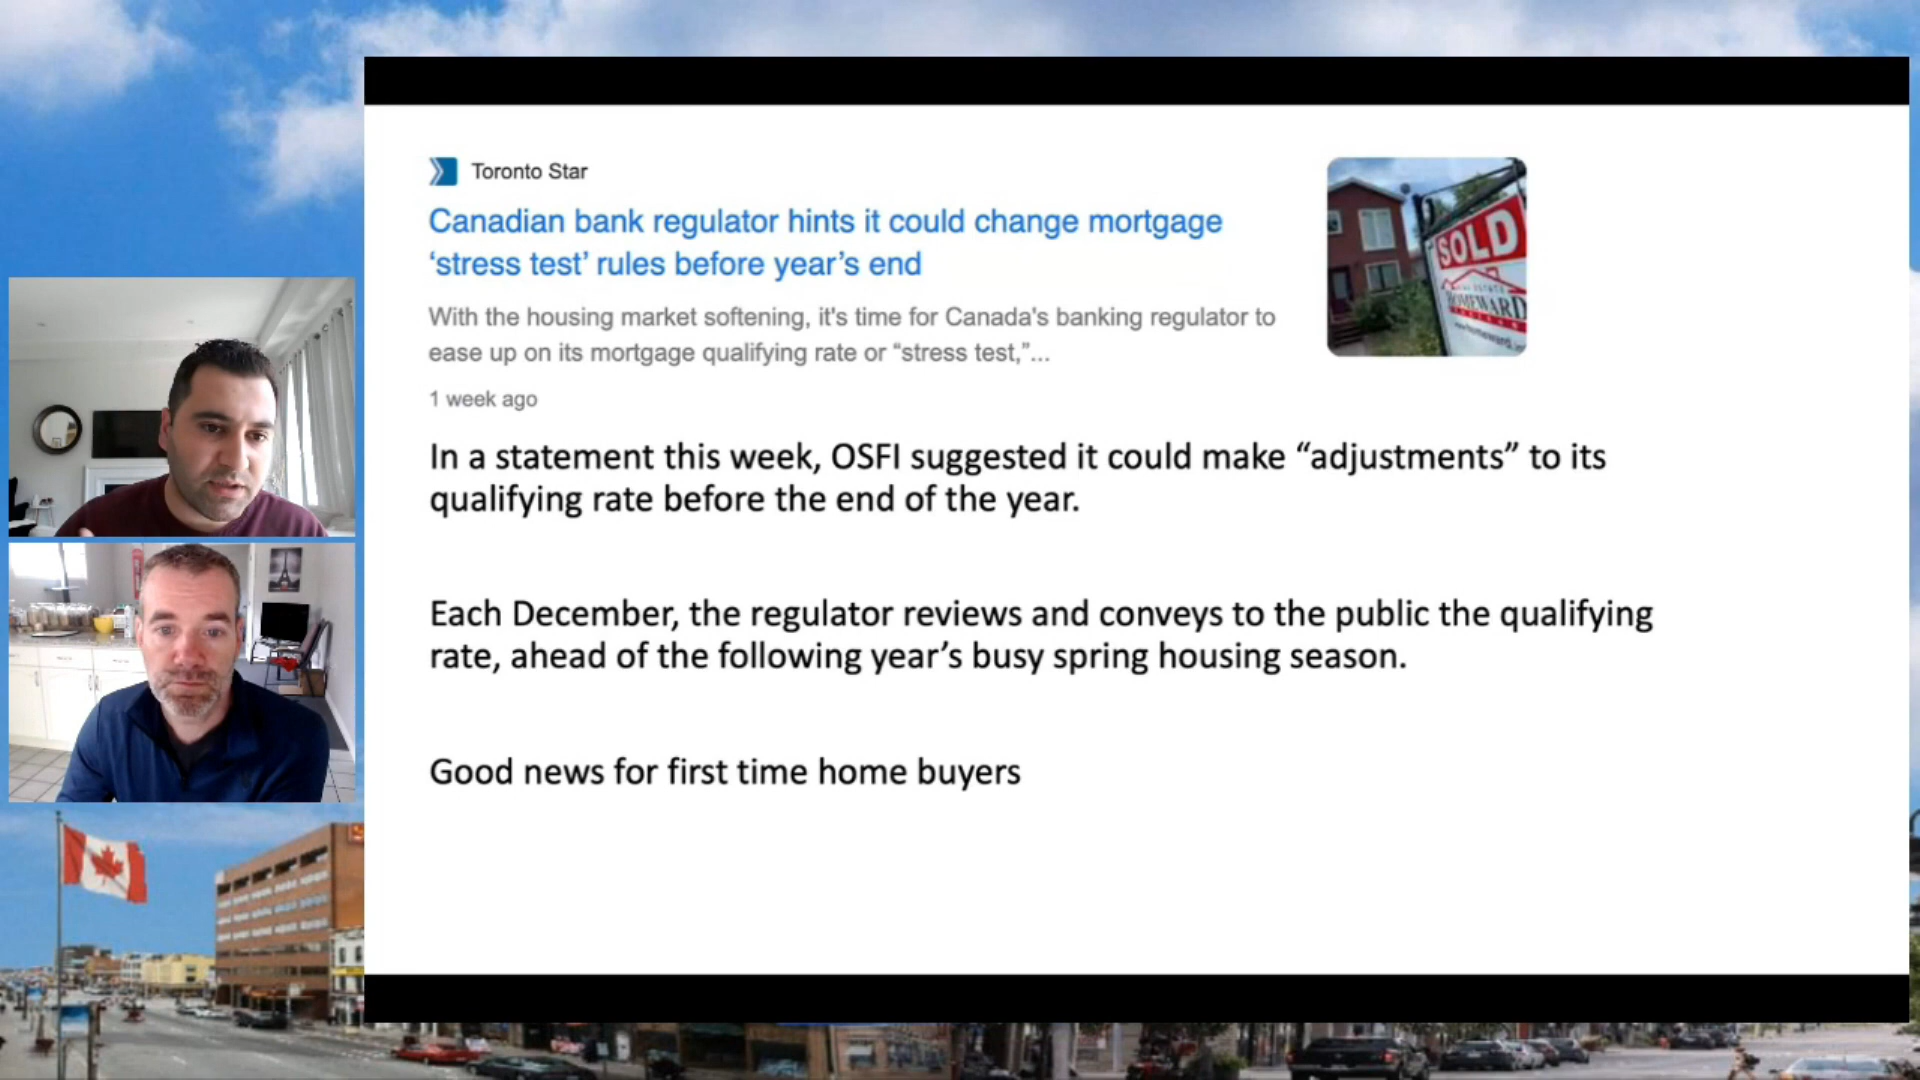 Toronto Star
Canadian bank regulator hints it could change mortgage
‘stress test’ rules before year’s end
With the housing market softening, it's time for Canada's banking regulator to
ease up on its mortgage qualifying rate or “stress test,”...
1 week ago
SOLD
HOMEWARD
In a statement this week, OSFI suggested it could make “adjustments” to its
qualifying rate before the end of the year.
Each December, the regulator reviews and conveys to the public the qualifying
rate, ahead of the following year’s busy spring housing season.
Good news for first time home buyers